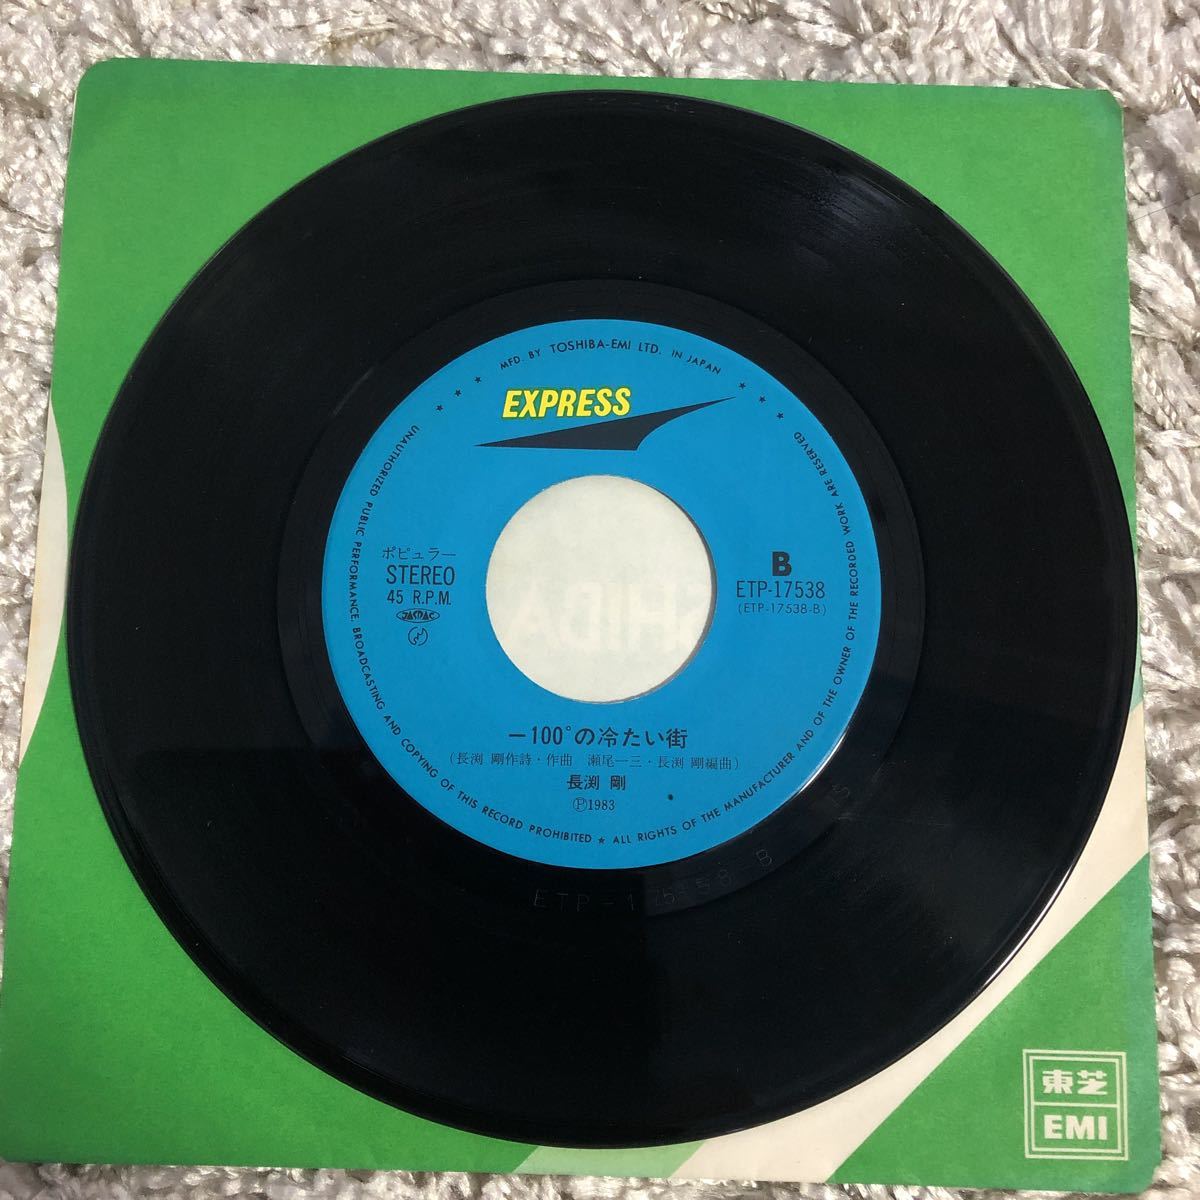 MFD. BY TOSHIBA-EMI LTD. IN JAPAN
EXPRESS
ポピュラー
STEREO
45 R.P.M.
JASRAC
B
ETP-17538
(ETP-17538-B)
−100°の冷たい街
(長渕 剛作詩・作曲 瀬尾一三・長渕 剛編曲)
長渕 剛
Ⓟ1983
UNAUTHORIZED PUBLIC PERFORMANCE, BROADCASTING AND COPYING OF THIS RECORD PROHIBITED ★ ALL RIGHTS OF THE MANUFACTURER AND OF THE OWNER OF THE RECORDED WORK ARE RESERVED
東芝
EMI